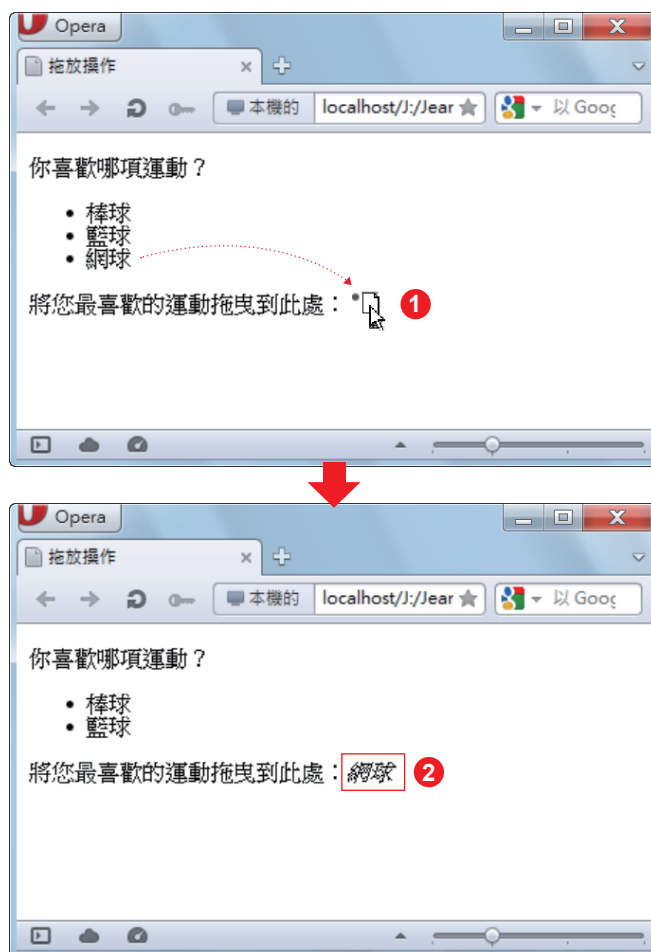 Opera
拖放操作
本機的 localhost/J:/Jear 以 Goog
你喜歡哪項運動？
• 棒球
• 籃球
• 網球
將您最喜歡的運動拖曳到此處： 1
Opera
拖放操作
本機的 localhost/J:/Jear 以 Goog
你喜歡哪項運動？
• 棒球
• 籃球
將您最喜歡的運動拖曳到此處：網球 2